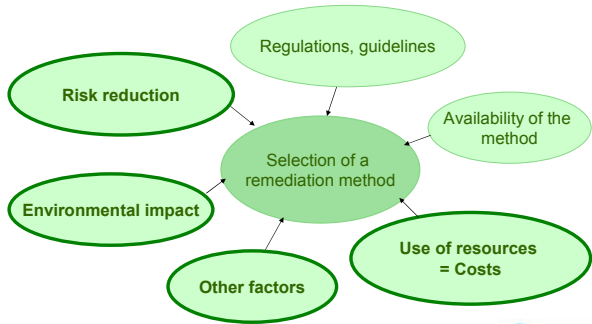 Regulations, guidelines
Risk reduction
Availability of the
method
Selection of a
remediation method
Environmental impact
Use of resources
= Costs
Other factors